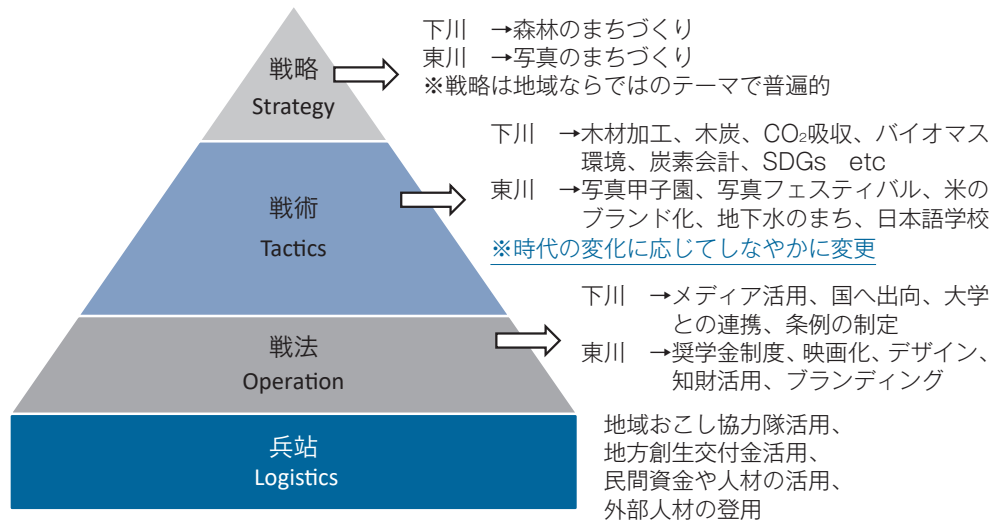 戦略
Strategy
下川　→森林のまちづくり
東川　→写真のまちづくり
※戦略は地域ならではのテーマで普遍的
戦術
Tactics
下川　→木材加工、木炭、CO₂吸収、バイオマス
環境、炭素会計、SDGs　etc
東川　→写真甲子園、写真フェスティバル、米の
ブランド化、地下水のまち、日本語学校
※時代の変化に応じてしなやかに変更
戦法
Operation
下川　→メディア活用、国へ出向、大学
との連携、条例の制定
東川　→奨学金制度、映画化、デザイン、
知財活用、ブランディング
兵站
Logistics
地域おこし協力隊活用、
地方創生交付金活用、
民間資金や人材の活用、
外部人材の登用